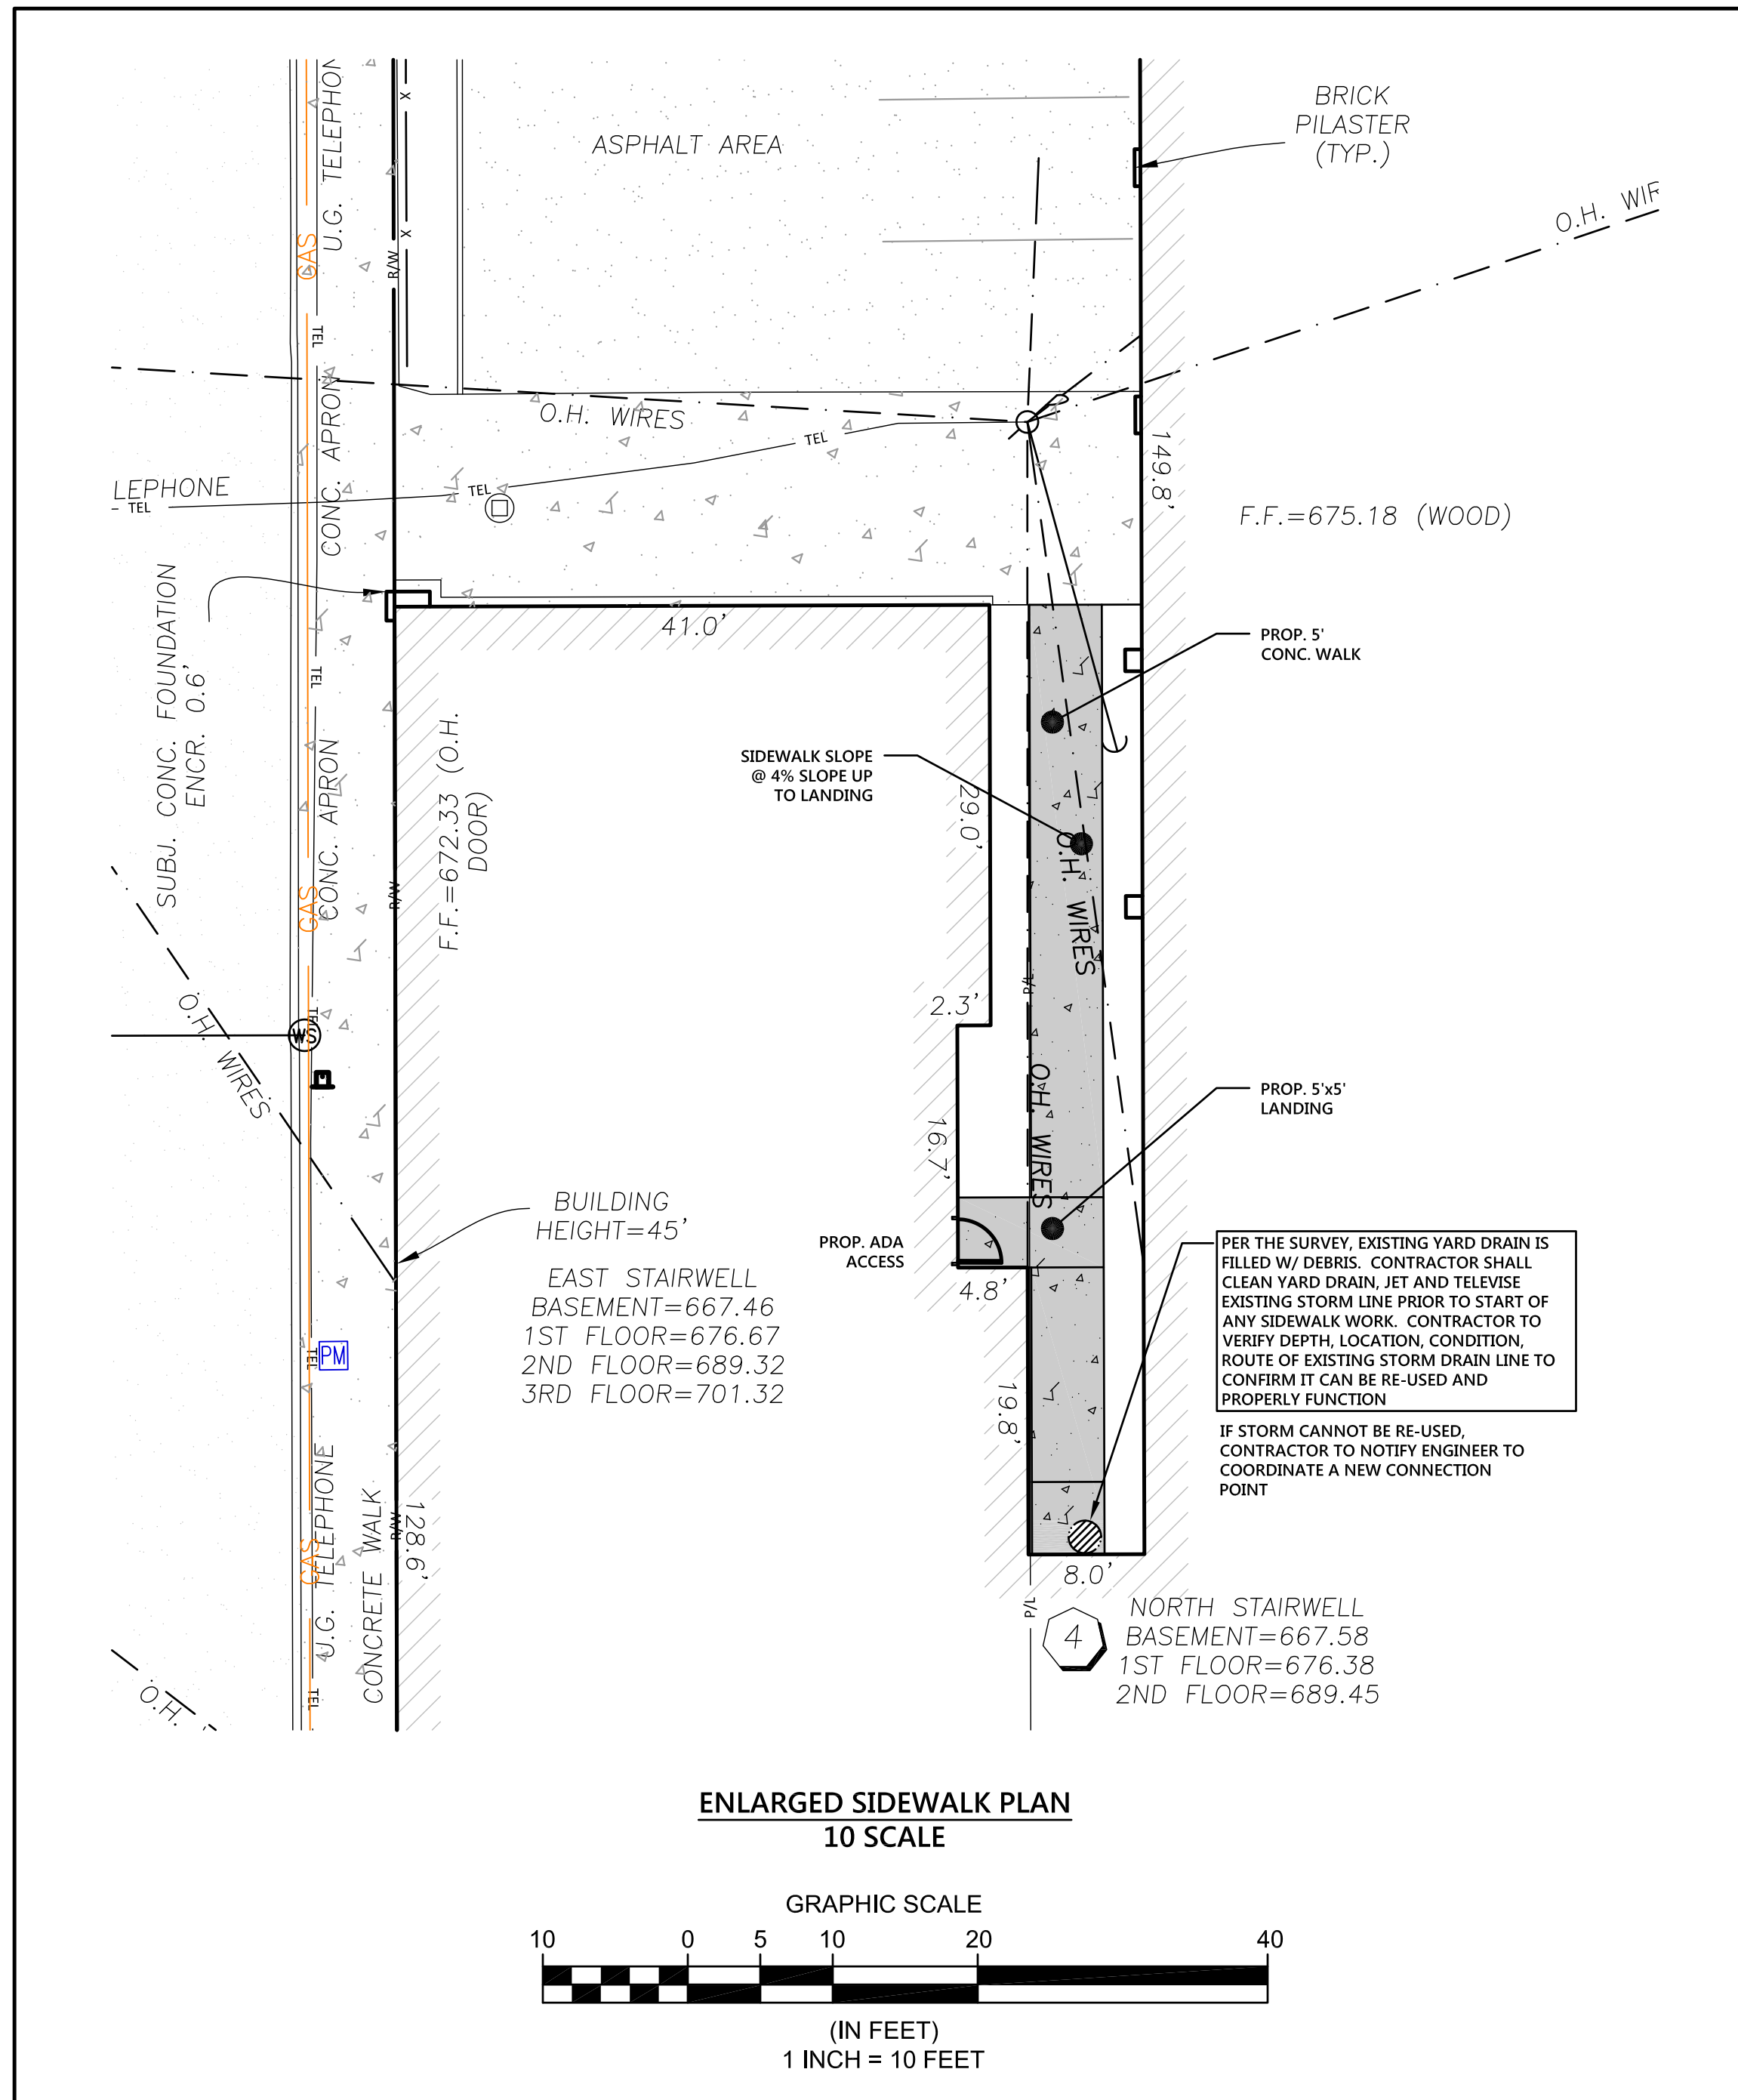 U.G. TELEPHON
GAS
TEL
R/W
X
X
ASPHALT AREA
BRICK
PILASTER
(TYP.)
O.H. WIR
CONC. APRON
O.H. WIRES
TEL
TEL
LEPHONE
TEL
149.8'
F.F.=675.18 (WOOD)
SUBJ. CONC. FOUNDATION
ENCR. 0.6'
41.0'
PROP. 5'
CONC. WALK
TEL
CONC. APRON
F.F.=672.33 (O.H.
DOOR)
SIDEWALK SLOPE
@ 4% SLOPE UP
TO LANDING
29.0'
O.H. WIRES
R/W
GAS
P/L
2.3'
O.H. WIRES
WS
TEL
16.7'
O.H. WIRES
PROP. 5'x5'
LANDING
BUILDING
HEIGHT=45'
PROP. ADA
ACCESS
4.8'
EAST STAIRWELL
BASEMENT=667.46
1ST FLOOR=676.67
2ND FLOOR=689.32
3RD FLOOR=701.32
PER THE SURVEY, EXISTING YARD DRAIN IS
FILLED W/ DEBRIS. CONTRACTOR SHALL
CLEAN YARD DRAIN, JET AND TELEVISE
EXISTING STORM LINE PRIOR TO START OF
ANY SIDEWALK WORK. CONTRACTOR TO
VERIFY DEPTH, LOCATION, CONDITION,
ROUTE OF EXISTING STORM DRAIN LINE TO
CONFIRM IT CAN BE RE-USED AND
PROPERLY FUNCTION
IF STORM CANNOT BE RE-USED,
CONTRACTOR TO NOTIFY ENGINEER TO
COORDINATE A NEW CONNECTION
POINT
TEL
PM
19.8'
U.G. TELEPHONE
GAS
CONCRETE WALK
R/W
128.6'
8.0'
P/L
4
NORTH STAIRWELL
BASEMENT=667.58
1ST FLOOR=676.38
2ND FLOOR=689.45
O.H.
TEL
ENLARGED SIDEWALK PLAN
10 SCALE
GRAPHIC SCALE
10 0 5 10 20 40
(IN FEET)
1 INCH = 10 FEET